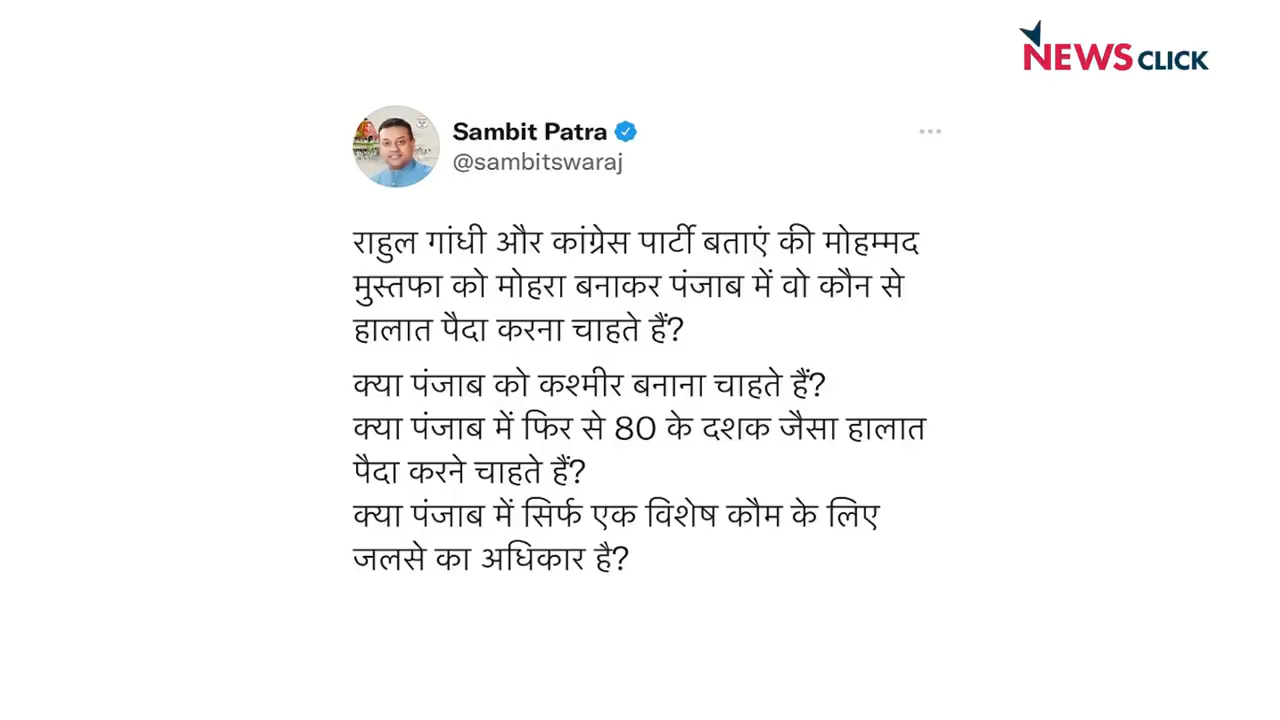 NEWS CLICK
Sambit Patra
@sambitswaraj
राहुल गांधी और कांग्रेस पार्टी बताएं की मोहम्मद
मुस्तफा को मोहरा बनाकर पंजाब में वो कौन से
हालात पैदा करना चाहते हैं?
क्या पंजाब को कश्मीर बनाना चाहते हैं?
क्या पंजाब में फिर से 80 के दशक जैसा हालात
पैदा करने चाहते हैं?
क्या पंजाब में सिर्फ एक विशेष कौम के लिए
जलसे का अधिकार है?